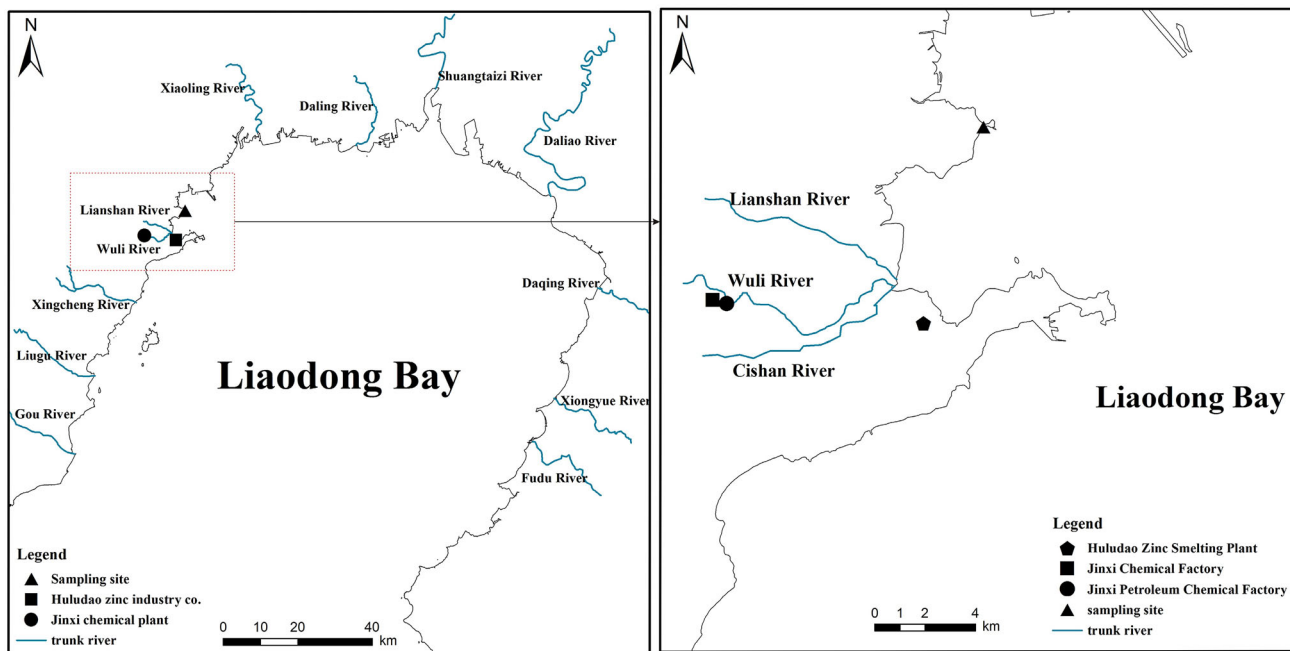 N
Shuangtaizi River
Xiaoling River
Daling River
Daliao River
Lianshan River
Wuli River
Xingcheng River
Daqing River
Liugu River
Liaodong Bay
Gou River
Xiongyue River
Fudu River
Legend
Sampling site
Huludao zinc industry co.
Jinxi chemical plant
trunk river
0 10 20 40
km
N
Lianshan River
Wuli River
Cishan River
Liaodong Bay
Legend
Huludao Zinc Smelting Plant
Jinxi Chemical Factory
Jinxi Petroleum Chemical Factory
sampling site
trunk river
0 1 2 4
km